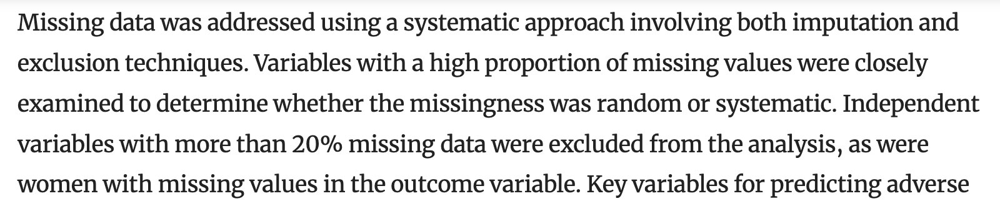 Missing data was addressed using a systematic approach involving both imputation and
exclusion techniques. Variables with a high proportion of missing values were closely
examined to determine whether the missingness was random or systematic. Independent
variables with more than 20% missing data were excluded from the analysis, as were
women with missing values in the outcome variable. Key variables for predicting adverse